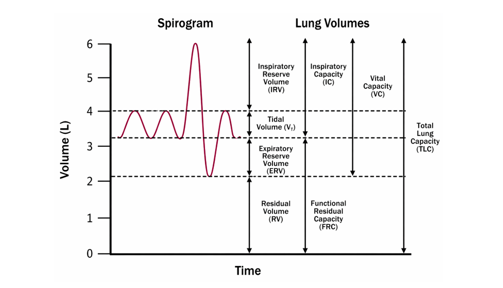 Spirogram
Lung Volumes
Volume (L)
6
5
4
3
2
1
0
Time
Inspiratory
Reserve
Volume
(IRV)
Tidal
Volume (VT)
Expiratory
Reserve
Volume
(ERV)
Residual
Volume
(RV)
Inspiratory
Capacity
(IC)
Functional
Residual
Capacity
(FRC)
Vital
Capacity
(VC)
Total
Lung
Capacity
(TLC)